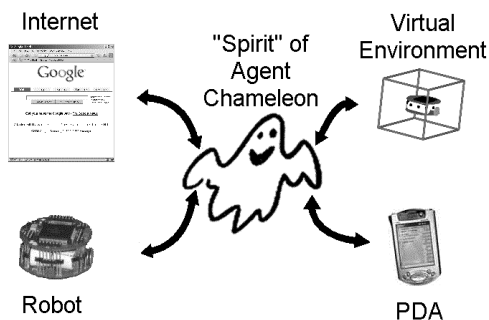 Internet
"Spirit" of
Agent
Chameleon
Virtual
Environment
Google
Robot
PDA